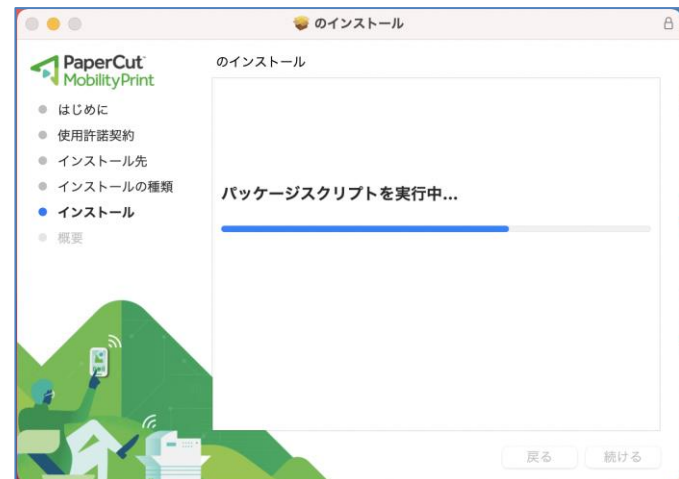 のインストール
PaperCut
MobilityPrint
のインストール
はじめに
使用許諾契約
インストール先
インストールの種類
インストール
概要
パッケージスクリプトを実行中...
戻る
続ける